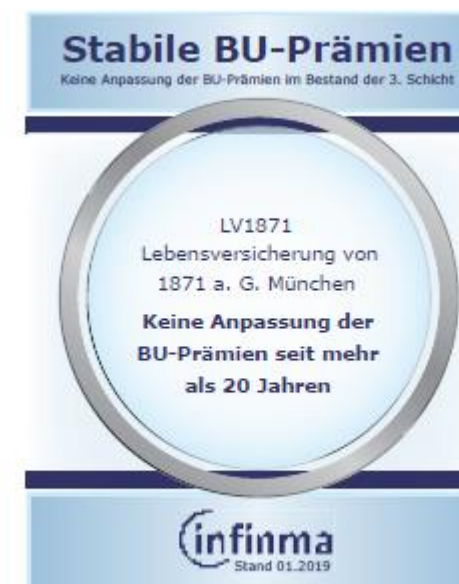 Stabile BU-Prämien
Keine Anpassung der BU-Prämien im Bestand der 3. Schicht
LV1871
Lebensversicherung von
1871 a. G. München
Keine Anpassung der
BU-Prämien seit mehr
als 20 Jahren
infinma
Stand 01.2019